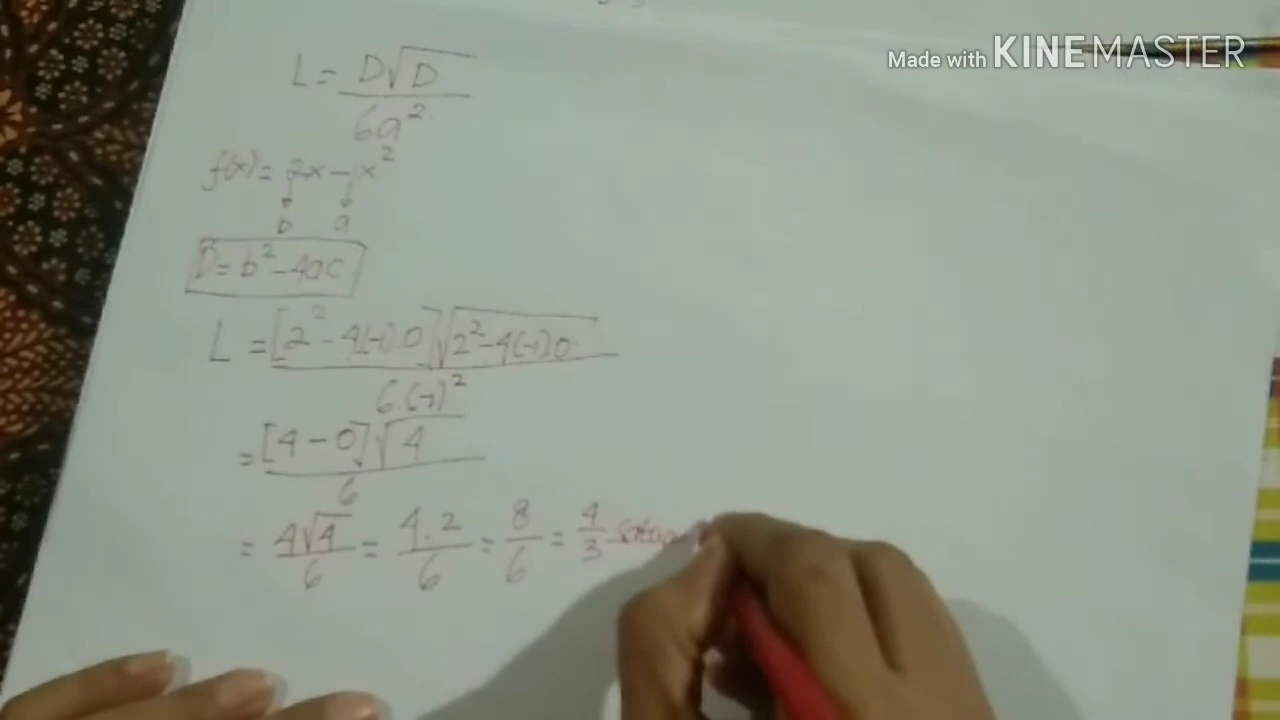 Made with KINEMASTER
L = D√D / 6a²
f(x) = 2x - x²
b a
D = b² - 4ac
L = [2² - 4(-1).0]√2² - 4(-1)0 / 6.(-1)²
= [4 - 0]√4 / 6
= 4√4 / 6 = 4.2 / 6 = 8 / 6 = 4 / 3